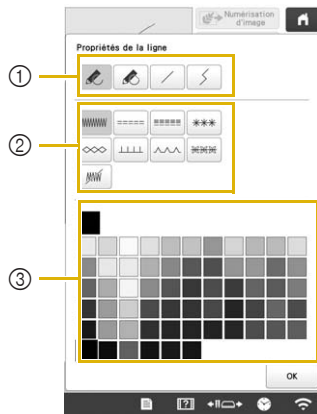 Numérisation
d'image
Propriétés de la ligne
①
②
③
OK